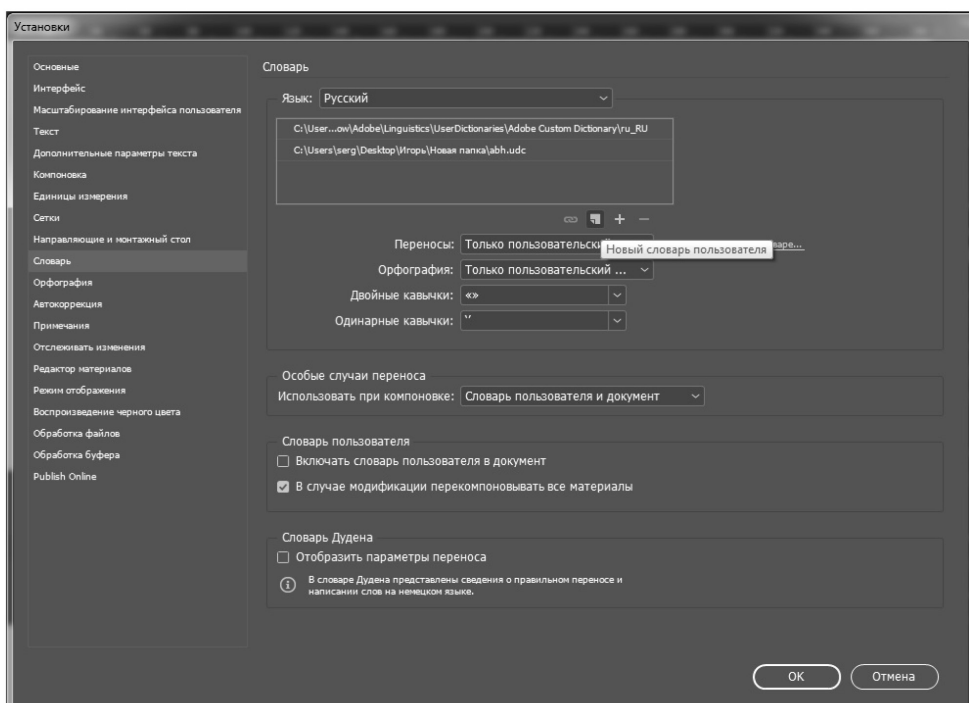 Установки
Основные
Интерфейс
Масштабирование интерфейса пользователя
Текст
Дополнительные параметры текста
Компоновка
Единицы измерения
Сетки
Направляющие и монтажный стол
Словарь
Орфография
Автокоррекция
Примечания
Отслеживать изменения
Редактор материалов
Режим отображения
Воспроизведение черного цвета
Обработка файлов
Обработка буфера
Publish Online
Словарь
Язык: Русский
C:\User...ow\Adobe\Linguistics\UserDictionaries\Adobe Custom Dictionary\ru_RU
C:\Users\serg\Desktop\Игорь\Новая папка\abh.udc
Переносы: Только пользовательски
Новый словарь пользователя
Орфография: Только пользовательский ...
Двойные кавычки: «»
Одинарные кавычки:
Особые случаи переноса
Использовать при компоновке: Словарь пользователя и документ
Словарь пользователя
Включать словарь пользователя в документ
В случае модификации перекомпоновывать все материалы
Словарь Дудена
Отобразить параметры переноса
В словаре Дудена представлены сведения о правильном переносе и
написании слов на немецком языке.
OK
Отмена